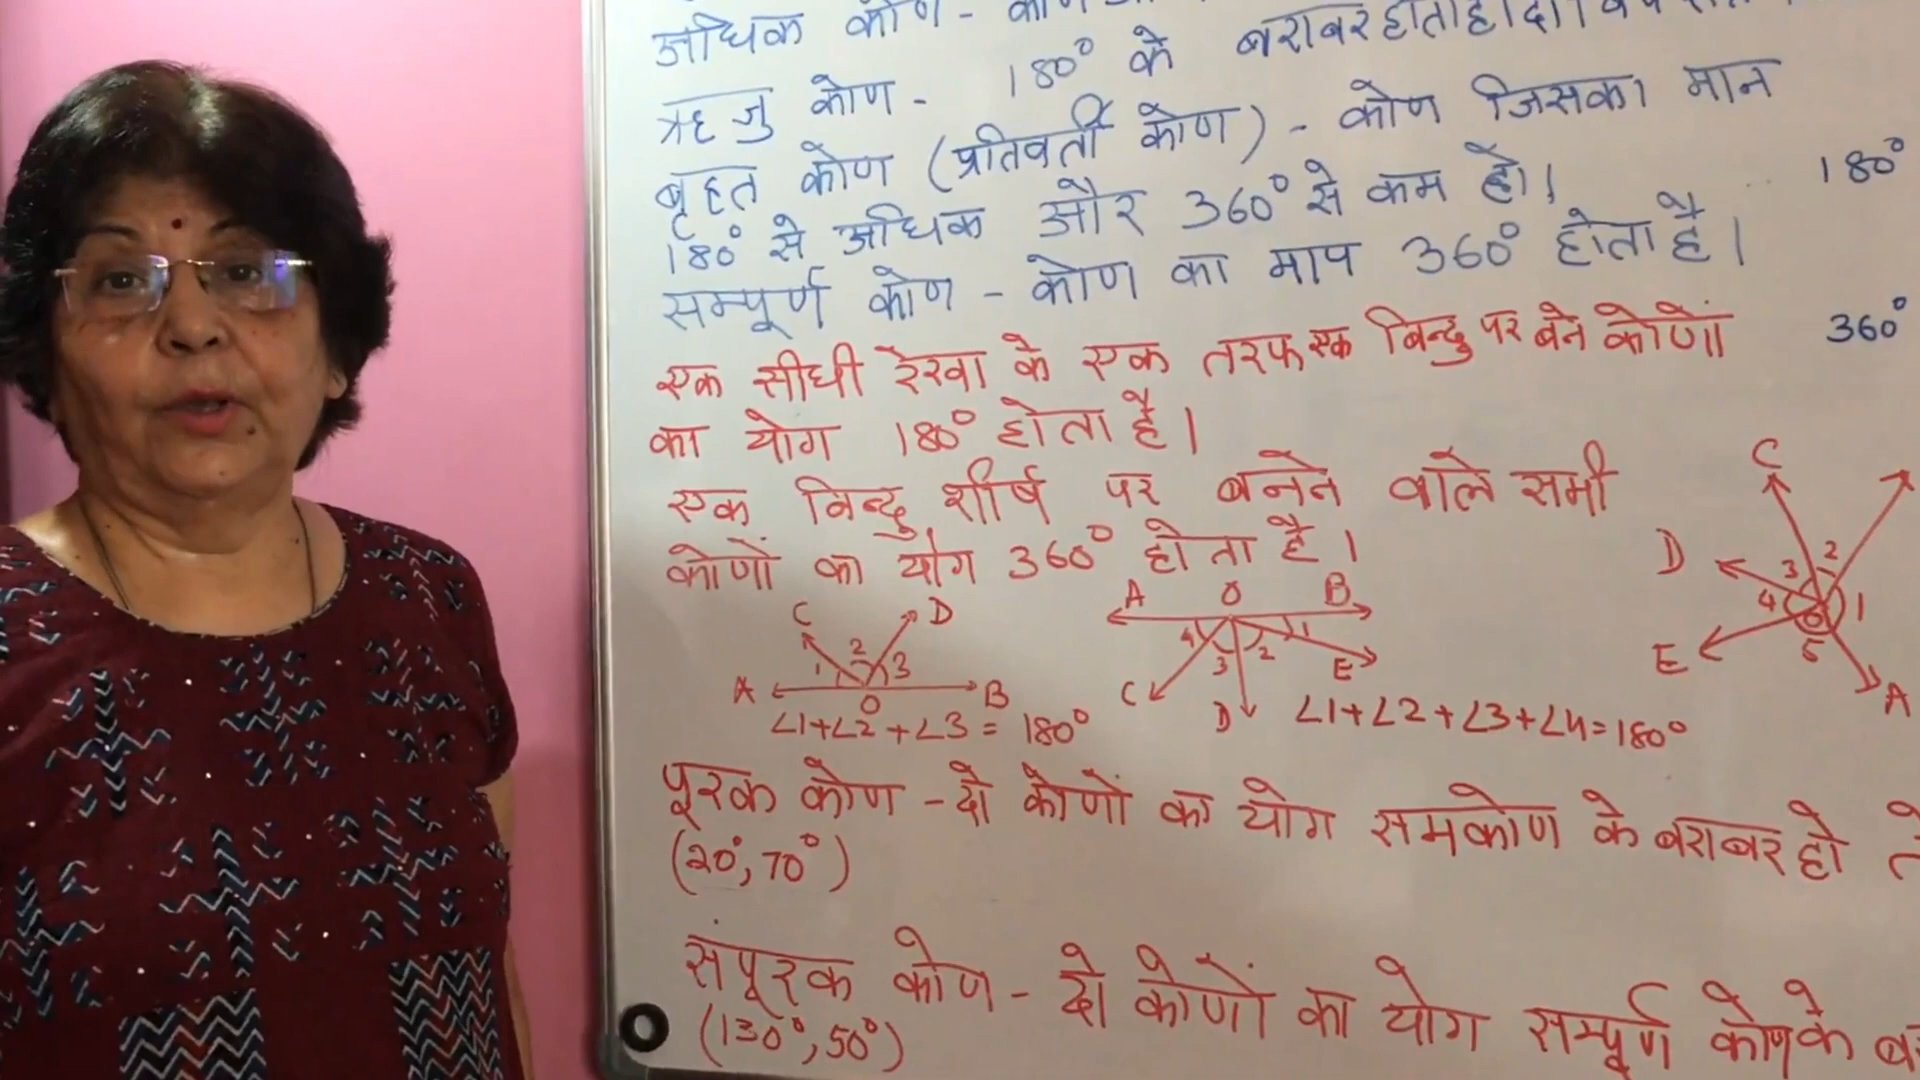 अधिक कोण -
ऋजु कोण - 180° के बराबर होता है।
बृहत कोण (प्रतिवर्ती कोण) - कोण जिसका मान
180° से अधिक और 360° से कम हो।
180°
सम्पूर्ण कोण - कोण का माप 360° होता है।
360°
एक सीधी रेखा के एक तरफ एक बिन्दु पर बने कोणों
का योग 180° होता है।
एक बिन्दु शीर्ष पर बनने वाले सभी
कोणों का योग 360° होता है।
C D
1 2 3
A O B
∠1+∠2+∠3 = 180°
A O B
4 3 2 1
C D E
∠1+∠2+∠3+∠4=180°
C
D 3 2
4 O 1
E 5
A
पूरक कोण - दो कोणों का योग समकोण के बराबर हो
(20°, 70°)
संपूरक कोण - दो कोणों का योग सम्पूर्ण कोण के
(130°, 50°)